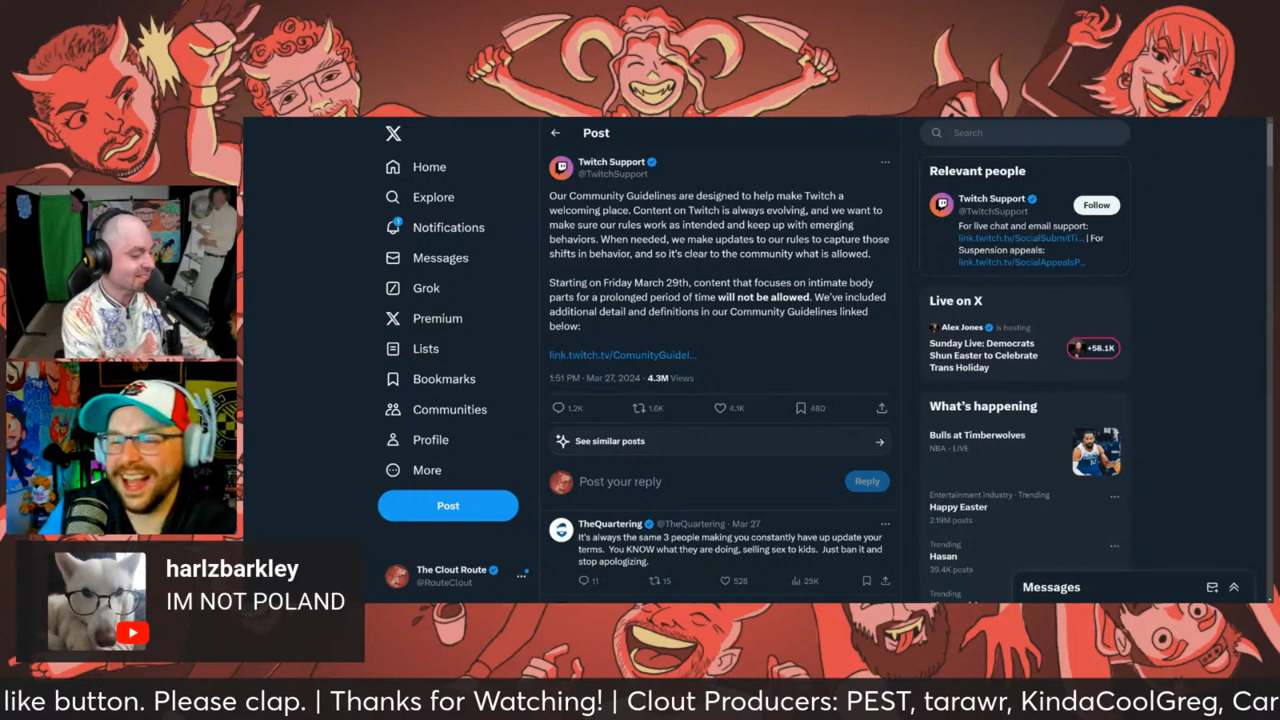 Home
Explore
1
Notifications
Messages
Grok
Premium
Lists
Bookmarks
Communities
Profile
More
Post
The Clout Route
@RouteClout
Post
Twitch Support
@TwitchSupport
Our Community Guidelines are designed to help make Twitch a
welcoming place. Content on Twitch is always evolving, and we want to
make sure our rules work as intended and keep up with emerging
behaviors. When needed, we make updates to our rules to capture those
shifts in behavior, and so it's clear to the community what is allowed.
Starting on Friday March 29th, content that focuses on intimate body
parts for a prolonged period of time will not be allowed. We've included
additional detail and definitions in our Community Guidelines linked
below:
link.twitch.tv/ComunityGuidel...
1:51 PM · Mar 27, 2024 · 4.3M Views
1.2K 1.6K 4.1K 480
See similar posts
Post your reply
Reply
TheQuartering @TheQuartering · Mar 27
It's always the same 3 people making you constantly have up update your
terms. You KNOW what they are doing, selling sex to kids. Just ban it and
stop apologizing.
11 15 528 25K
Search
Relevant people
Twitch Support
@TwitchSupport
Follow
For live chat and email support:
link.twitch.tv/SocialSubmitTi... | For
Suspension appeals:
link.twitch.tv/SocialAppealsP...
Live on X
Alex Jones is hosting
Sunday Live: Democrats
Shun Easter to Celebrate
Trans Holiday
+58.1K
What's happening
Bulls at Timberwolves
NBA · LIVE
Entertainment industry · Trending
Happy Easter
2.19M posts
Trending
Hasan
39.4K posts
Trending
Messages
harlzbarkley
IM NOT POLAND
like button. Please clap. | Thanks for Watching! | Clout Producers: PEST, tarawr, KindaCoolGreg, Car